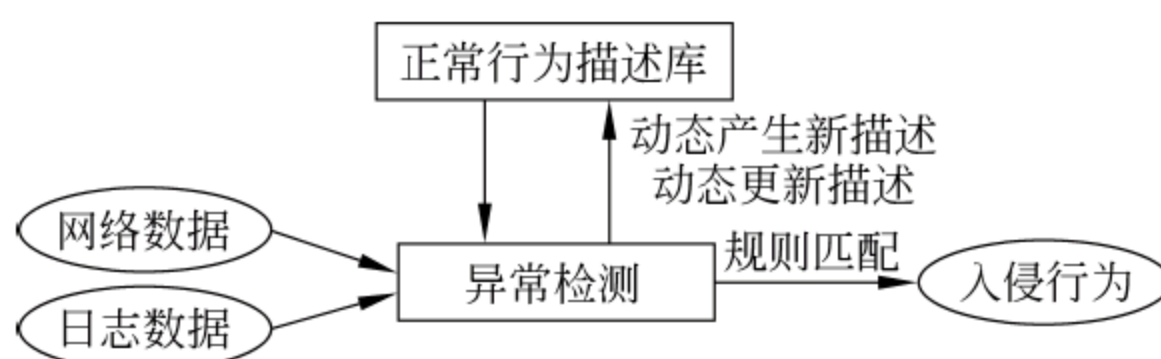 正常行为描述库
动态产生新描述
动态更新描述
网络数据
规则匹配
异常检测
入侵行为
日志数据